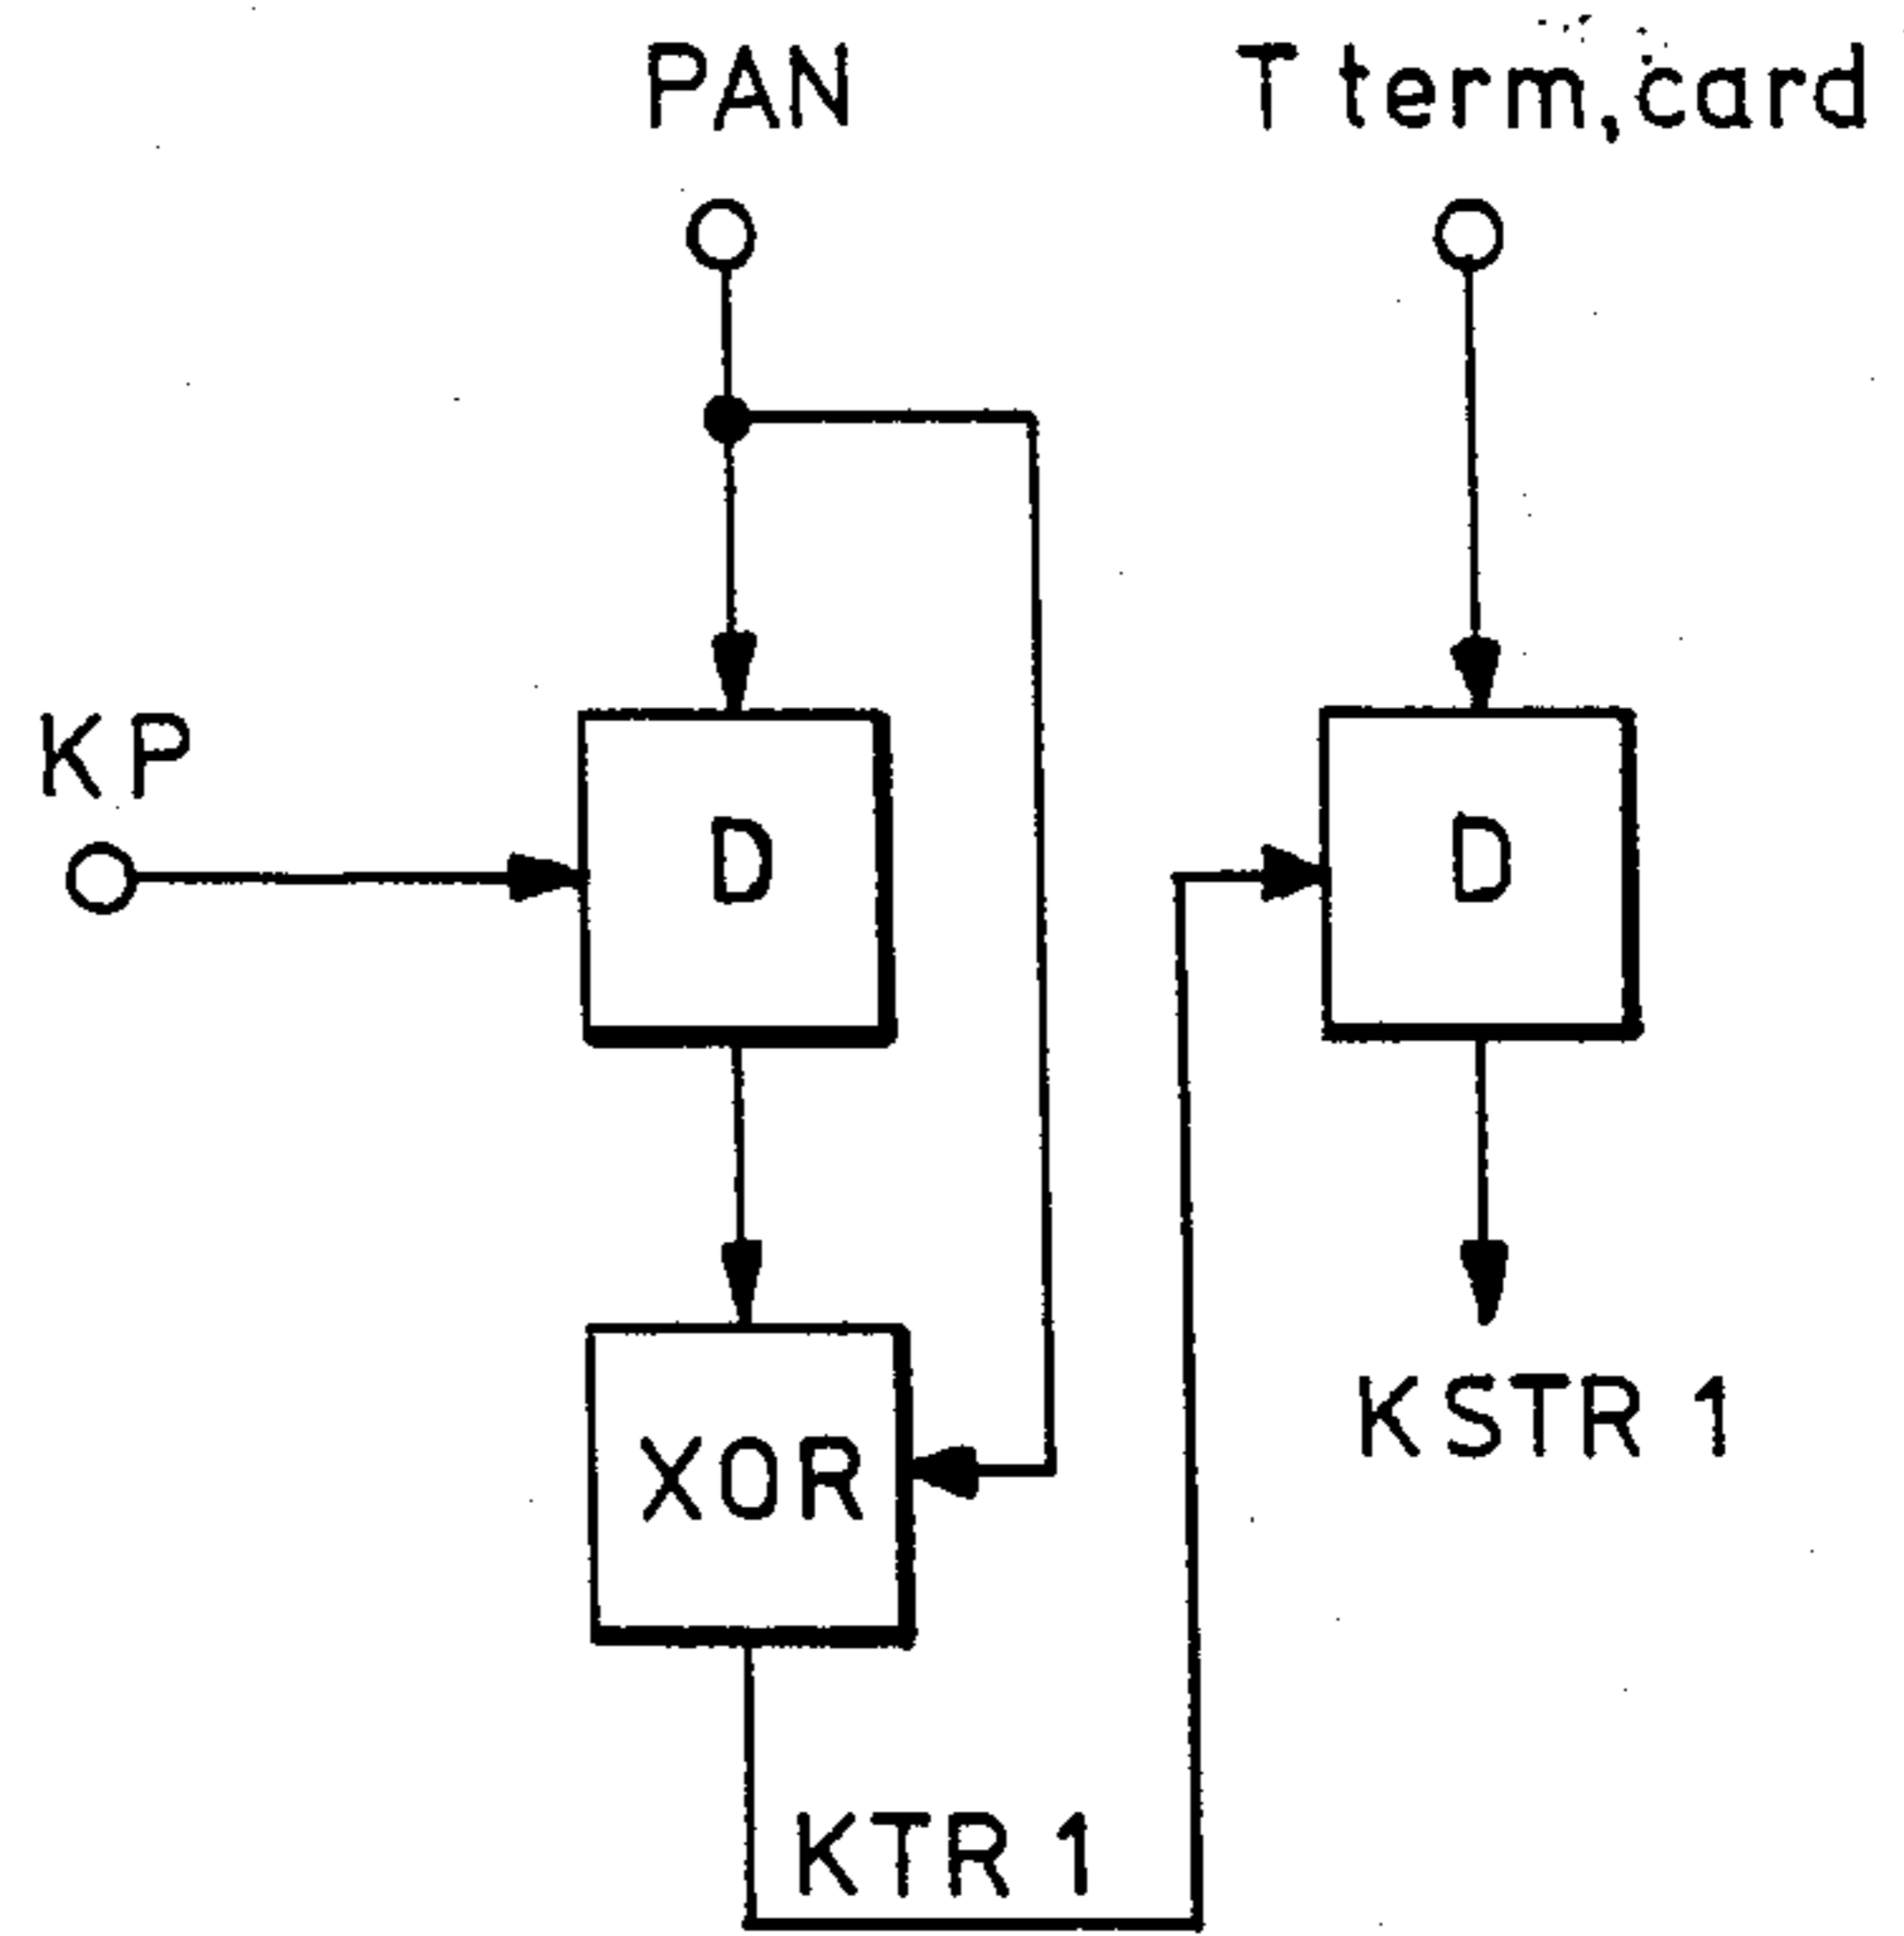 PAN
T term,card
KP
D
D
XOR
KSTR 1
KTR 1